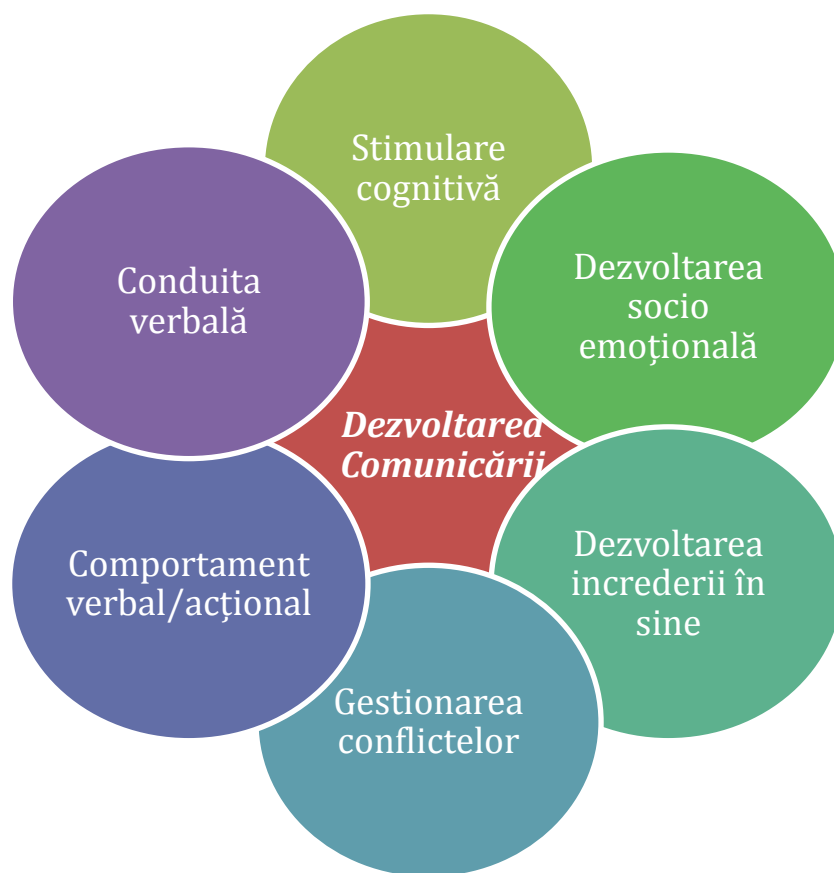 Stimulare
cognitivă
Dezvoltarea
socio
emoțională
Dezvoltarea
increderii în
sine
Gestionarea
conflictelor
Comportament
verbal/acțional
Conduita
verbală
Dezvoltarea
Comunicării